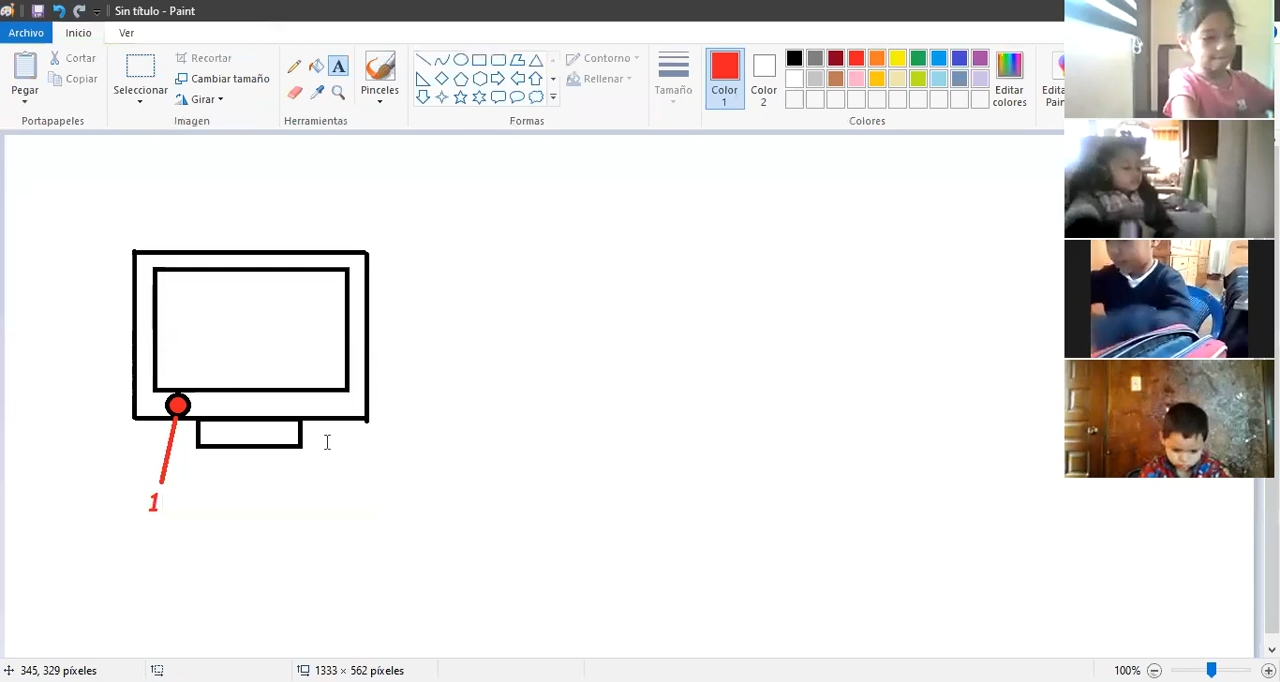 Sin título - Paint
Archivo Inicio Ver
Pegar
Cortar
Copiar
Portapapeles
Seleccionar
Recortar
Cambiar tamaño
Girar
Imagen
A
Herramientas
Pinceles
Contorno
Rellenar
Formas
Tamaño
Color 1
Color 2
Editar colores
Colores
1
345, 329 píxeles
1333 × 562 píxeles
100%